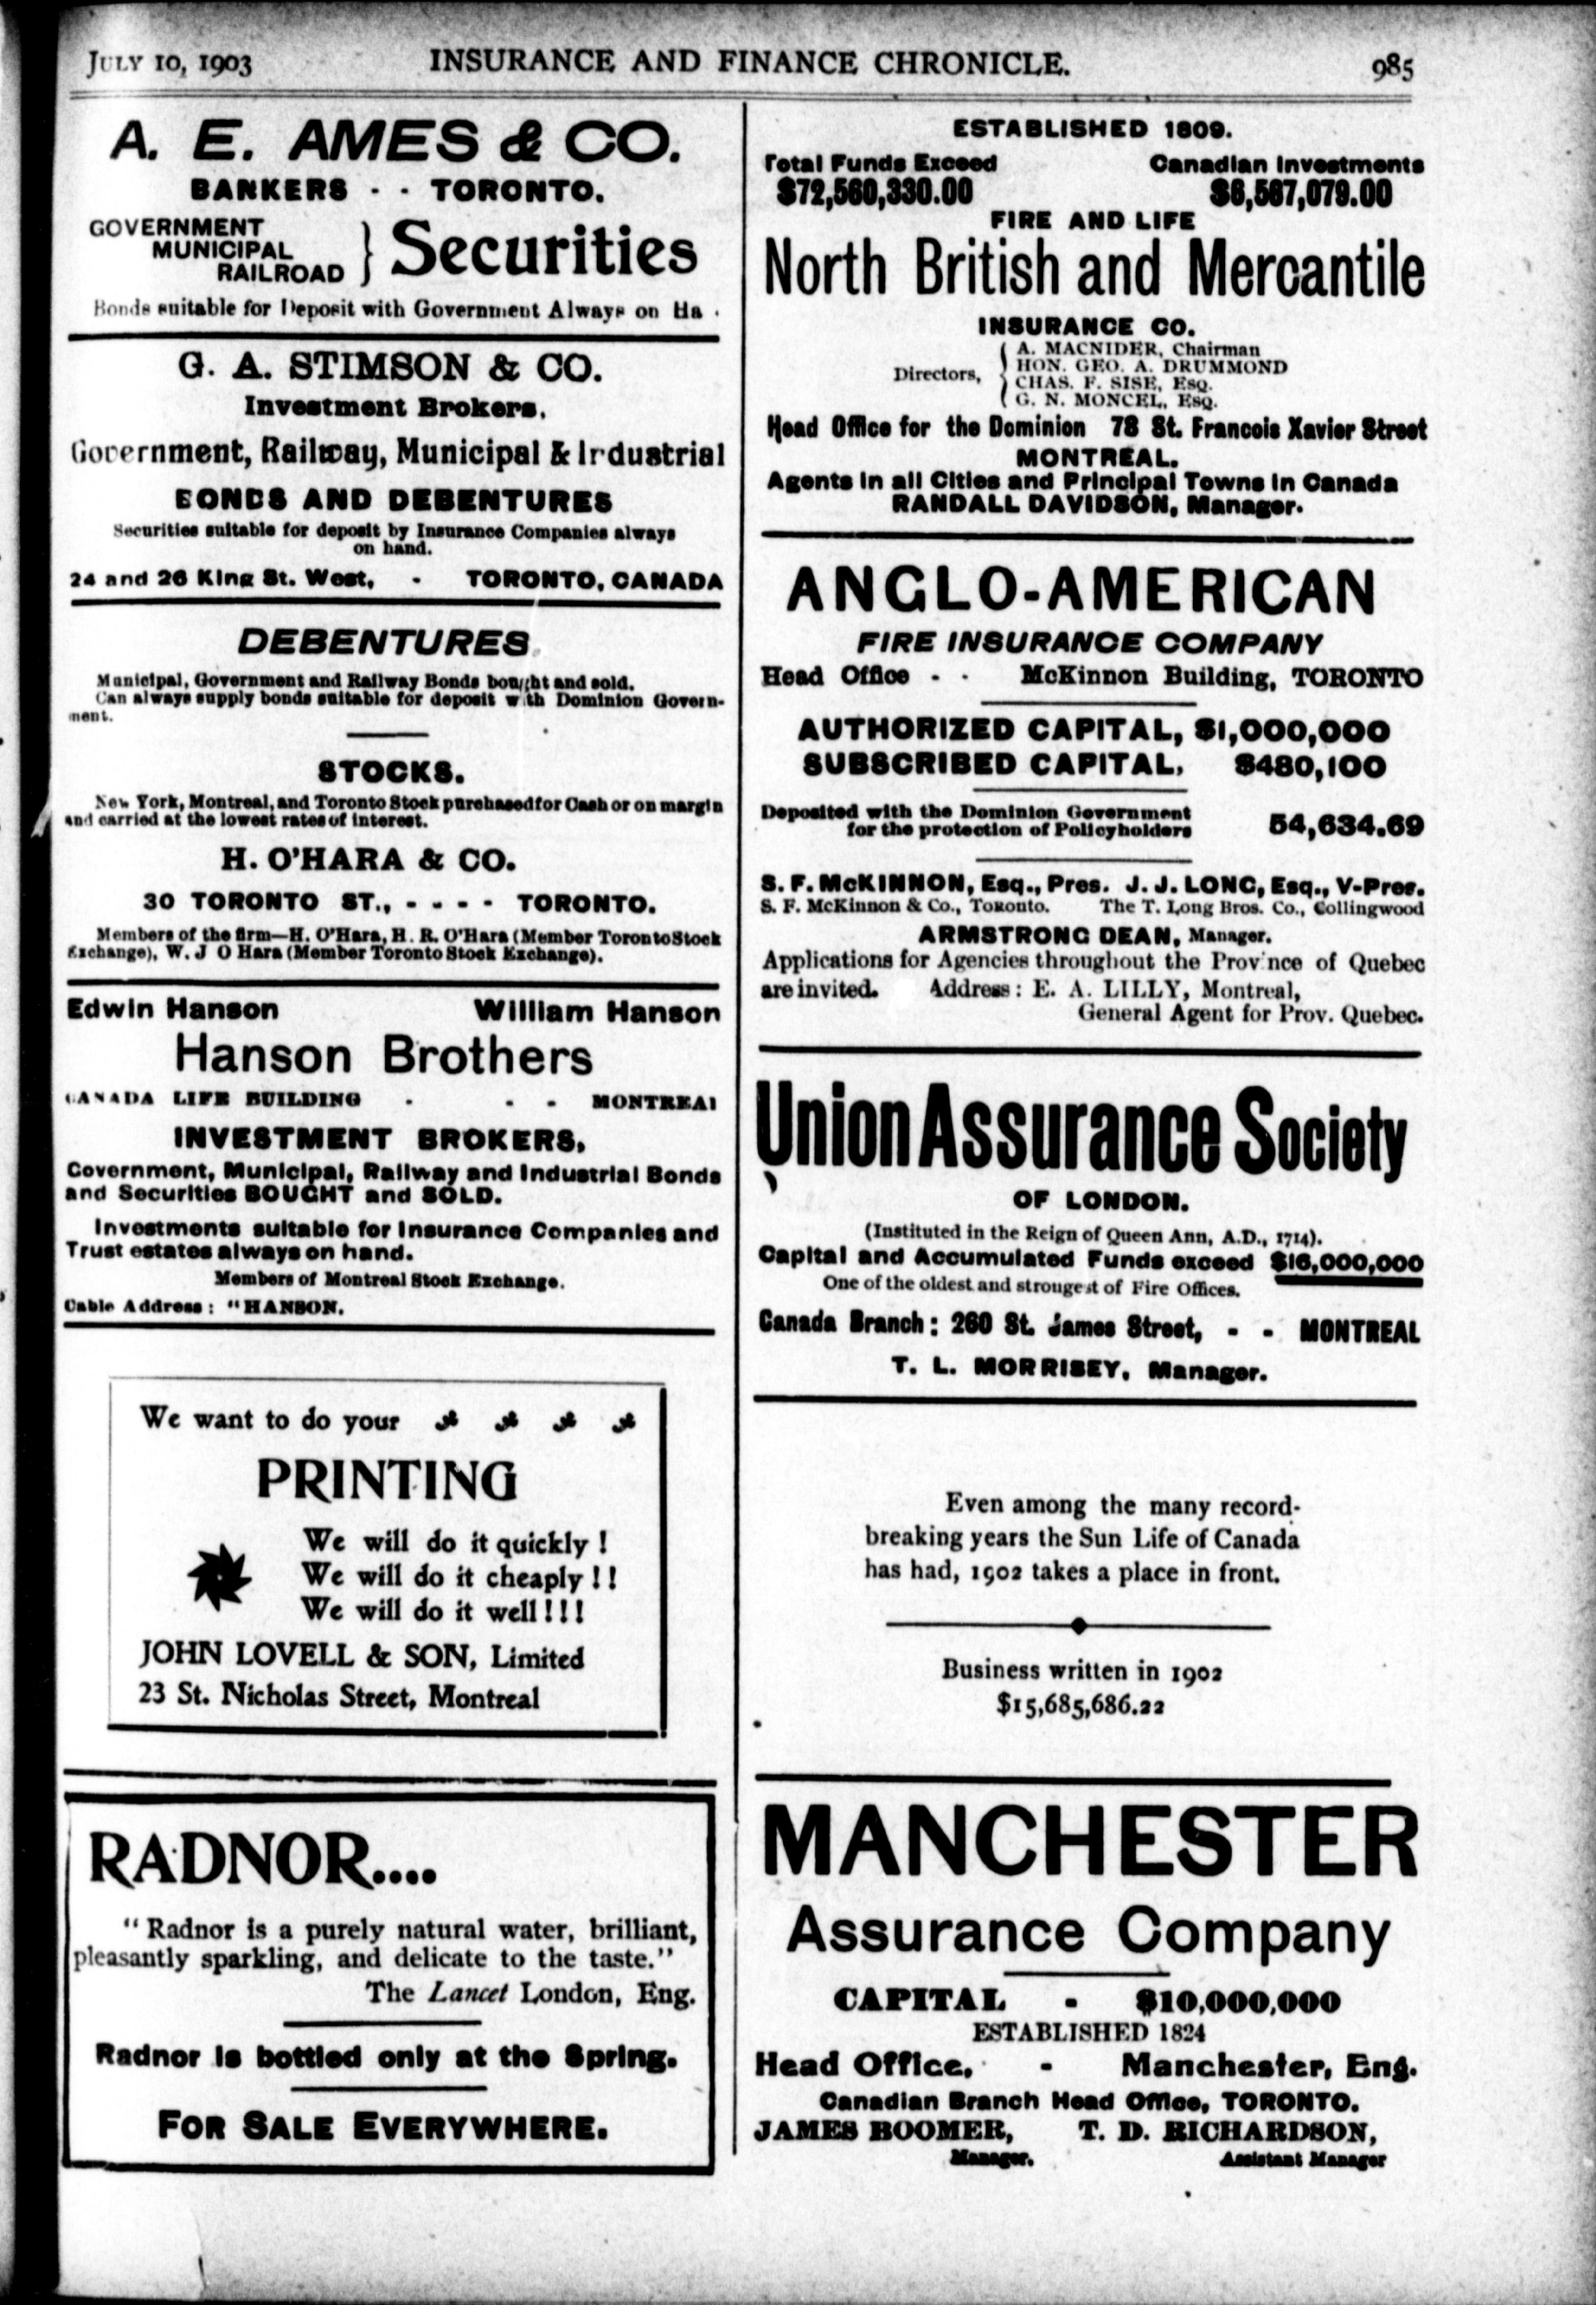 JULY 10, 1903 INSURANCE AND FINANCE CHRONICLE. 985
A. E. AMES & CO.
BANKERS - - TORONTO.
GOVERNMENT
MUNICIPAL
RAILROAD } Securities
Bonds suitable for Deposit with Government Always on Ha
G. A. STIMSON & CO.
Investment Brokers,
Government, Railway, Municipal & Industrial
BONDS AND DEBENTURES
Securities suitable for deposit by Insurance Companies always
on hand.
24 and 26 King St. West, - TORONTO, CANADA
DEBENTURES
Municipal, Government and Railway Bonds bought and sold.
Can always supply bonds suitable for deposit with Dominion Govern-
ment.
STOCKS.
New York, Montreal, and Toronto Stock purchased for Cash or on margin
and carried at the lowest rates of interest.
H. O'HARA & CO.
30 TORONTO ST., - - - - TORONTO.
Members of the firm—H. O'Hara, H. R. O'Hara (Member Toronto Stock
Exchange), W. J O Hara (Member Toronto Stock Exchange).
Edwin Hanson William Hanson
Hanson Brothers
CANADA LIFE BUILDING - - - MONTREAL
INVESTMENT BROKERS,
Government, Municipal, Railway and Industrial Bonds
and Securities BOUGHT and SOLD.
Investments suitable for Insurance Companies and
Trust estates always on hand.
Members of Montreal Stock Exchange.
Cable Address: "HANSON.
We want to do your
PRINTING
We will do it quickly !
We will do it cheaply ! !
We will do it well ! ! !
JOHN LOVELL & SON, Limited
23 St. Nicholas Street, Montreal
RADNOR....
"Radnor is a purely natural water, brilliant,
pleasantly sparkling, and delicate to the taste."
The Lancet London, Eng.
Radnor is bottled only at the Spring.
FOR SALE EVERYWHERE.
ESTABLISHED 1809.
Total Funds Exceed Canadian Investments
$72,560,330.00 $6,567,079.00
FIRE AND LIFE
North British and Mercantile
INSURANCE CO.
Directors, { A. MACNIDER, Chairman
HON. GEO. A. DRUMMOND
CHAS. F. SISE, ESQ.
G. N. MONCEL, ESQ.
Head Office for the Dominion 78 St. Francois Xavier Street
MONTREAL.
Agents in all Cities and Principal Towns in Canada
RANDALL DAVIDSON, Manager.
ANGLO-AMERICAN
FIRE INSURANCE COMPANY
Head Office - - McKinnon Building, TORONTO
AUTHORIZED CAPITAL, $1,000,000
SUBSCRIBED CAPITAL, $480,100
Deposited with the Dominion Government
for the protection of Policyholders 54,634.69
S. F. McKINNON, Esq., Pres. J. J. LONG, Esq., V-Pres.
S. F. McKinnon & Co., Toronto. The T. Long Bros. Co., Collingwood
ARMSTRONG DEAN, Manager.
Applications for Agencies throughout the Province of Quebec
are invited. Address: E. A. LILLY, Montreal,
General Agent for Prov. Quebec.
Union Assurance Society
OF LONDON.
(Instituted in the Reign of Queen Ann, A.D., 1714).
Capital and Accumulated Funds exceed $16,000,000
One of the oldest and strongest of Fire Offices.
Canada Branch: 260 St. James Street, - - MONTREAL
T. L. MORRISEY, Manager.
Even among the many record-
breaking years the Sun Life of Canada
has had, 1902 takes a place in front.
Business written in 1902
$15,685,686.22
MANCHESTER
Assurance Company
CAPITAL - $10,000,000
ESTABLISHED 1824
Head Office, - Manchester, Eng.
Canadian Branch Head Office, TORONTO.
JAMES BOOMER, T. D. RICHARDSON,
Manager. Assistant Manager